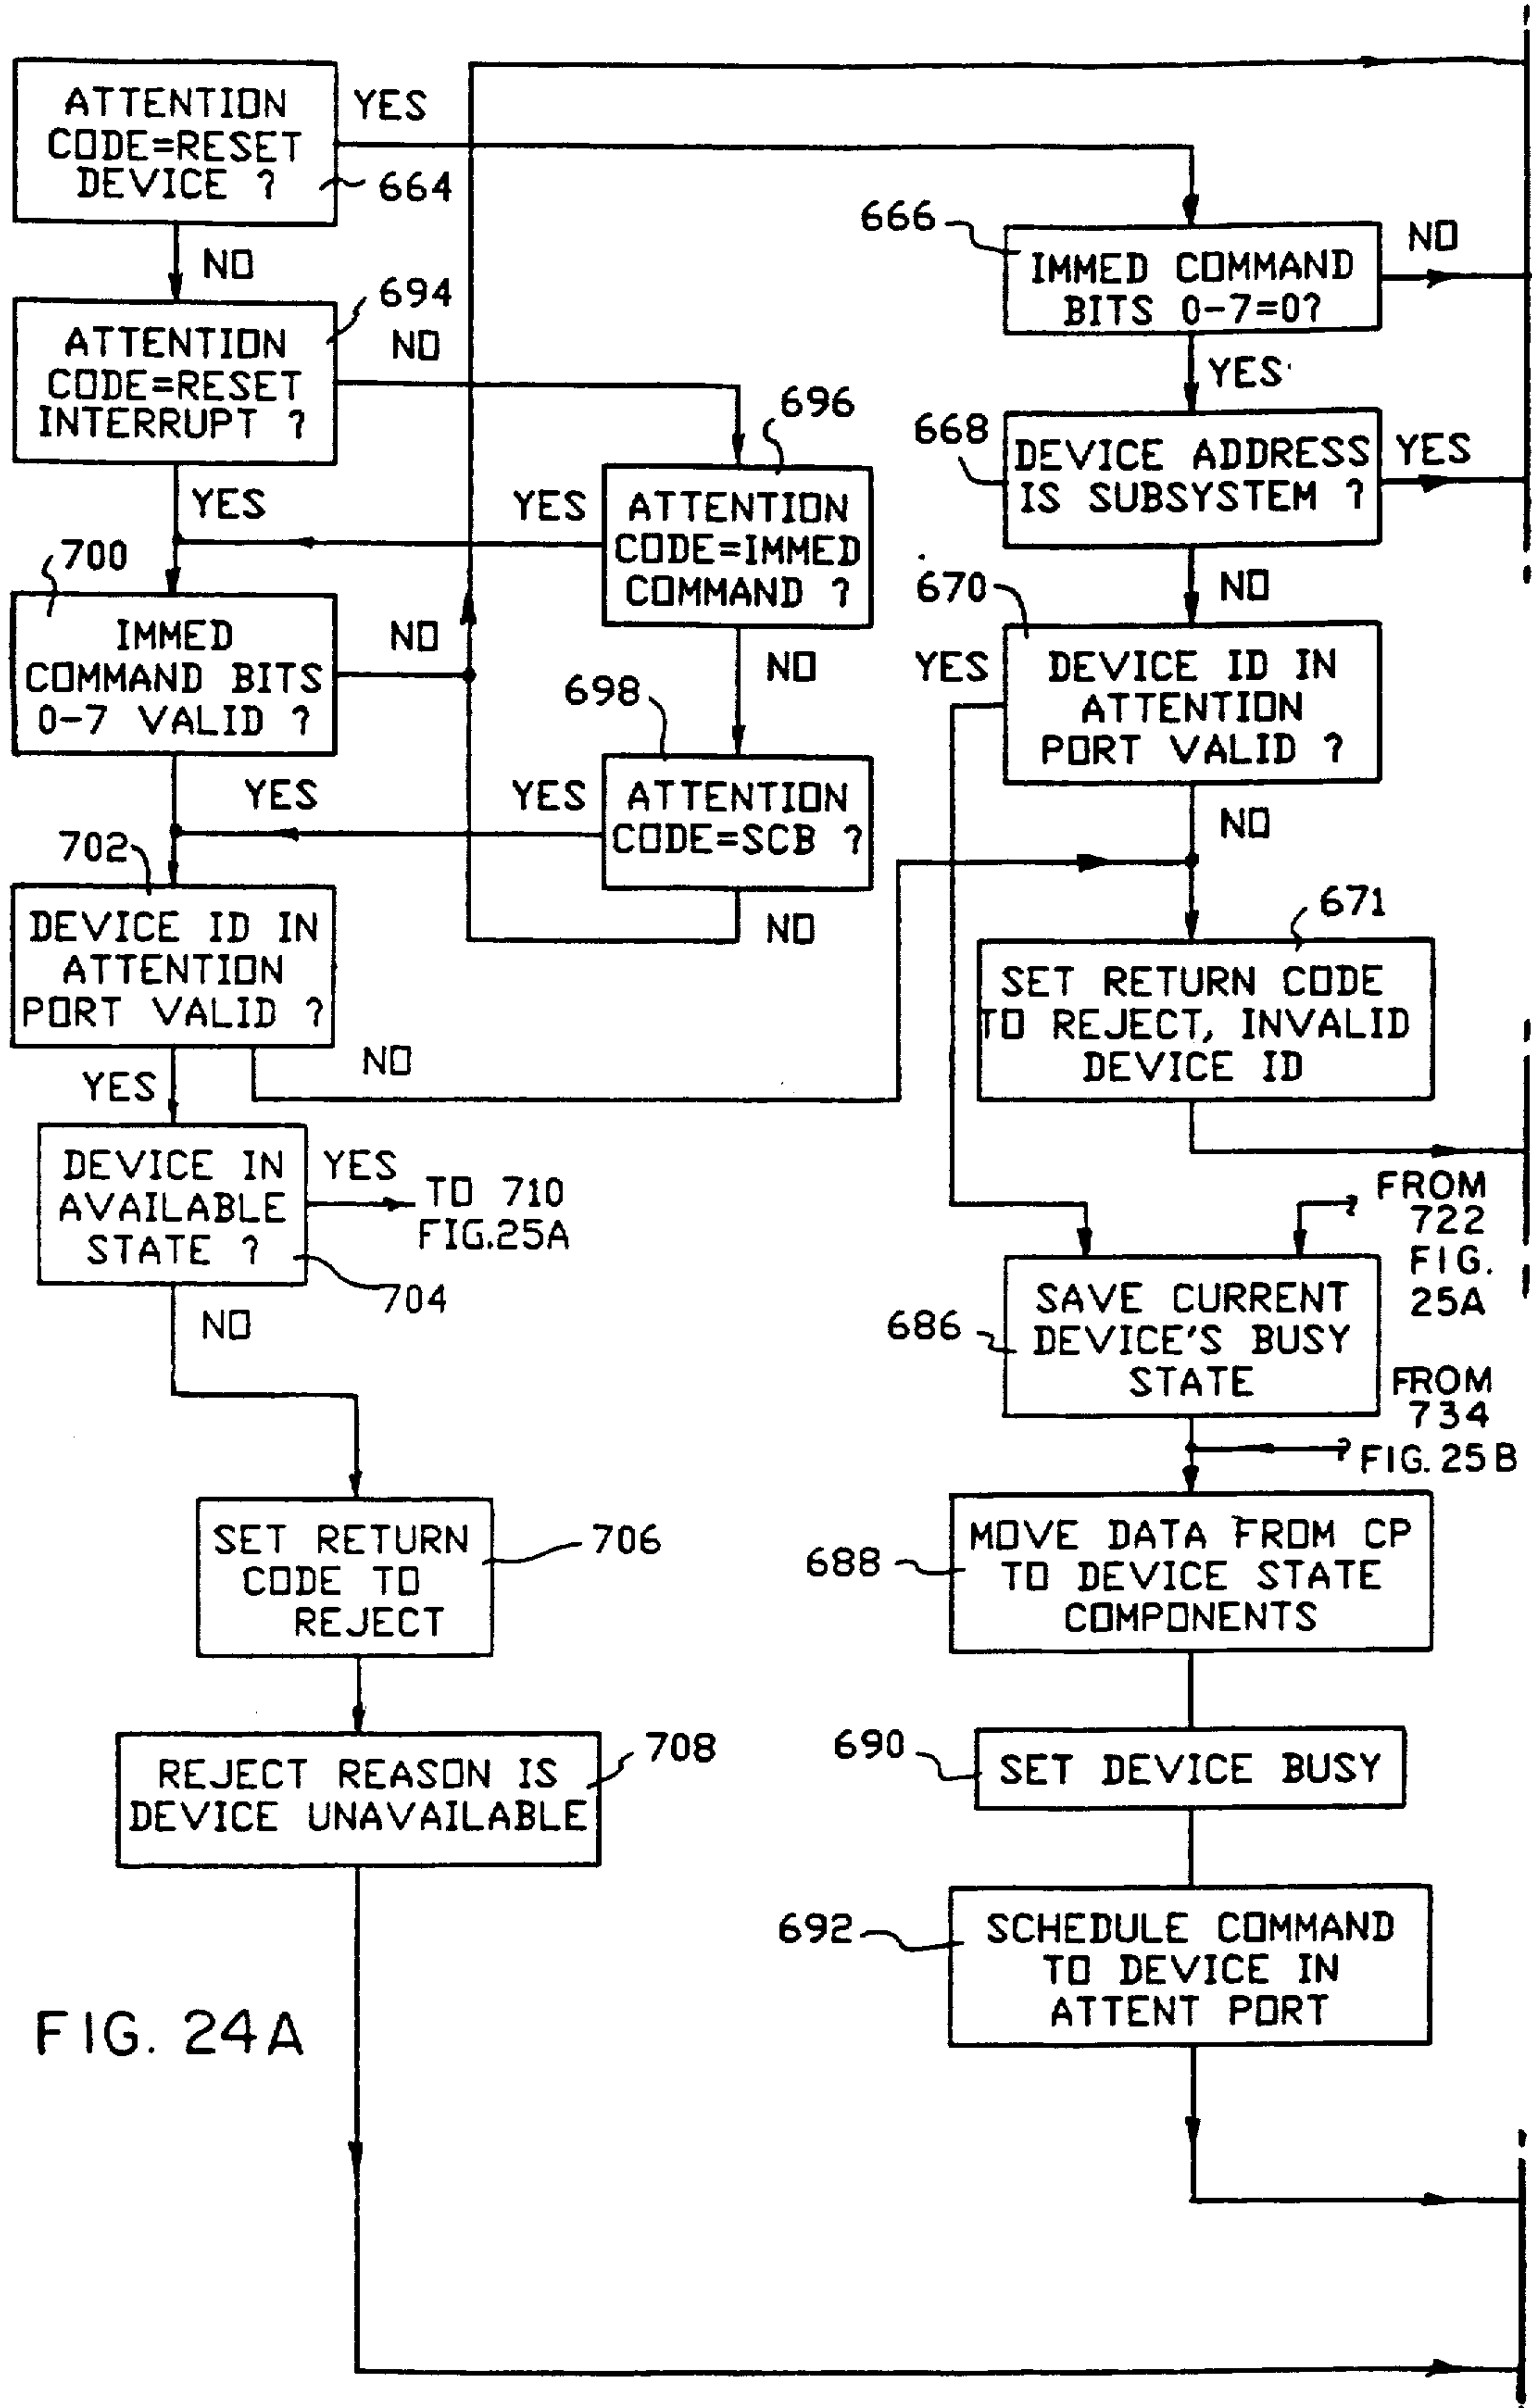 ATTENTION
CODE=RESET
DEVICE ?
664
YES
NO
694
ATTENTION
CODE=RESET
INTERRUPT ?
NO
YES
696
ATTENTION
CODE=IMMED
COMMAND ?
YES
NO
700
IMMED
COMMAND BITS
0-7 VALID ?
NO
YES
698
ATTENTION
CODE=SCB ?
YES
NO
702
DEVICE ID IN
ATTENTION
PORT VALID ?
NO
YES
DEVICE IN
AVAILABLE
STATE ?
704
YES
TO 710
FIG.25A
NO
SET RETURN
CODE TO
REJECT
706
REJECT REASON IS
DEVICE UNAVAILABLE
708
666
IMMED COMMAND
BITS 0-7=0?
NO
YES
668
DEVICE ADDRESS
IS SUBSYSTEM ?
YES
NO
670
DEVICE ID IN
ATTENTION
PORT VALID ?
YES
NO
671
SET RETURN CODE
TO REJECT, INVALID
DEVICE ID
FROM
722
FIG.
25A
686
SAVE CURRENT
DEVICE'S BUSY
STATE
FROM
734
FIG. 25B
688
MOVE DATA FROM CP
TO DEVICE STATE
COMPONENTS
690
SET DEVICE BUSY
692
SCHEDULE COMMAND
TO DEVICE IN
ATTENT PORT
FIG. 24A